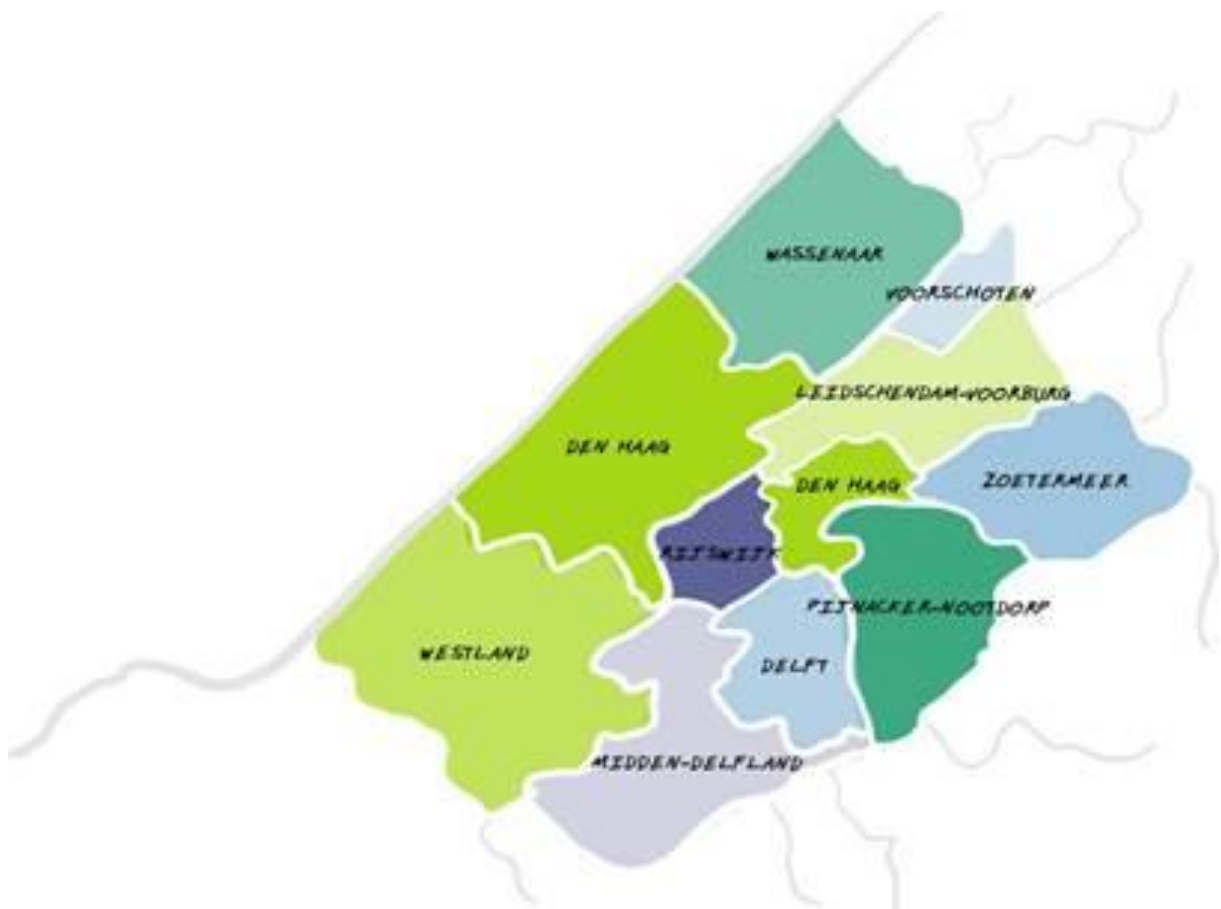 WASSENAAR
VOORSCHOTEN
LEIDSCHENDAM-VOORBURG
DEN HAAG
DEN HAAG
ZOETERMEER
RIJSWIJK
PIJNACKER-NOOTDORP
WESTLAND
DELFT
MIDDEN-DELFLAND